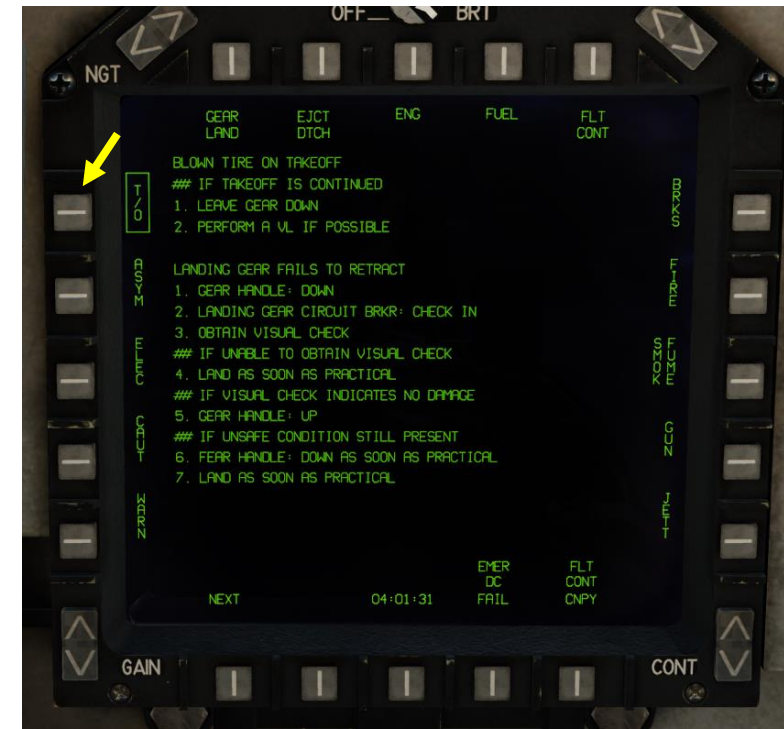 OFF BRT
NGT
GEAR LAND
EJCT DTCH
ENG
FUEL
FLT CONT
BLOWN TIRE ON TAKEOFF
## IF TAKEOFF IS CONTINUED
1. LEAVE GEAR DOWN
2. PERFORM A VL IF POSSIBLE
LANDING GEAR FAILS TO RETRACT
1. GEAR HANDLE: DOWN
2. LANDING GEAR CIRCUIT BRKR: CHECK IN
3. OBTAIN VISUAL CHECK
## IF UNABLE TO OBTAIN VISUAL CHECK
4. LAND AS SOON AS PRACTICAL
## IF VISUAL CHECK INDICATES NO DAMAGE
5. GEAR HANDLE: UP
## IF UNSAFE CONDITION STILL PRESENT
6. FEAR HANDLE: DOWN AS SOON AS PRACTICAL
7. LAND AS SOON AS PRACTICAL
T/O
ASYM
ELEC
CAUT
WARN
BRKS
FIRE
SMOK FUME
GUN
JETT
NEXT
04:01:31
EMER DC FAIL
FLT CONT CNPY
GAIN
CONT